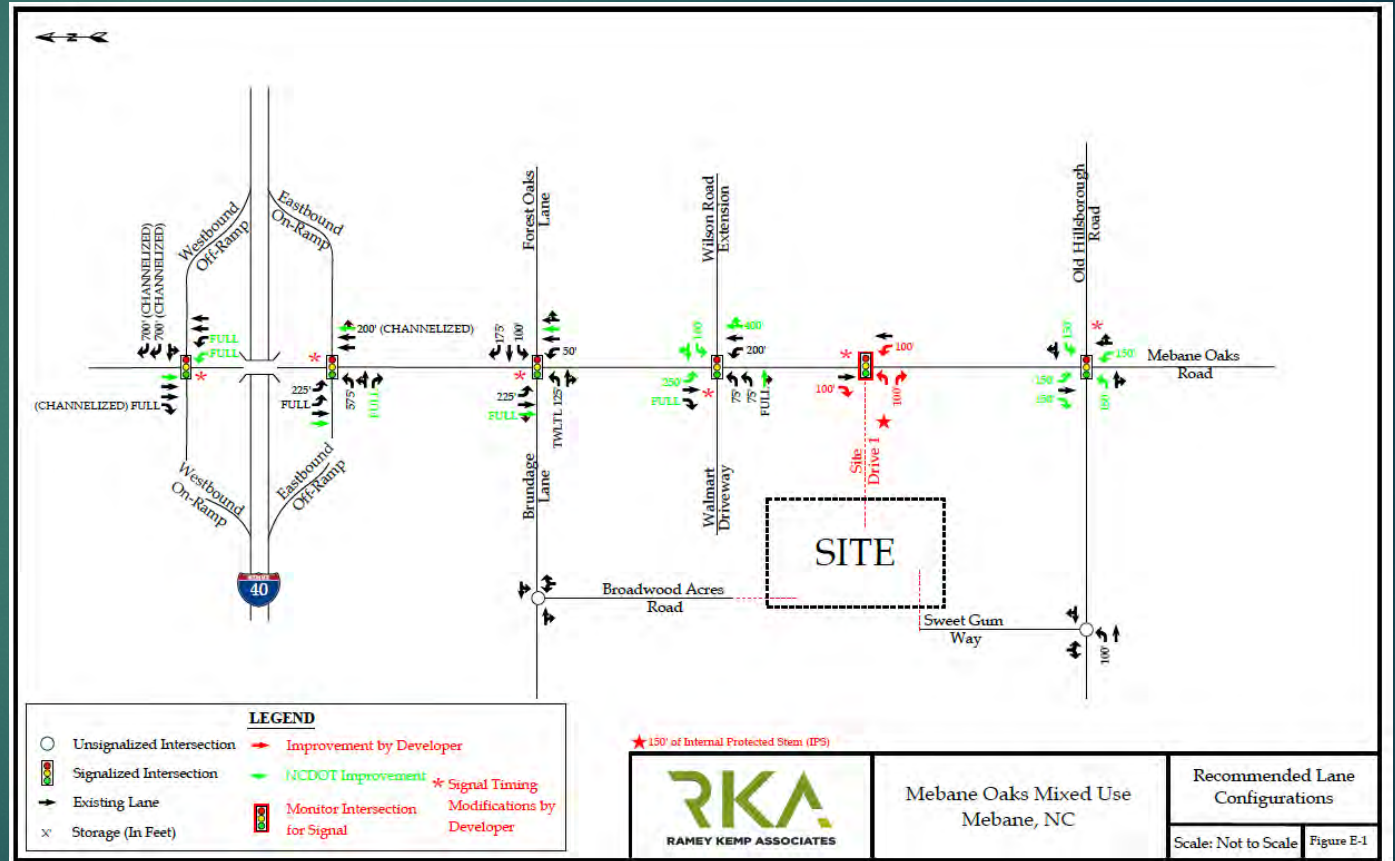 N
Westbound
Off-Ramp
Eastbound
On-Ramp
Forest Oaks
Lane
Wilson Road
Extension
Old Hillsborough
Road
700' (CHANNELIZED)
700' (CHANNELIZED)
FULL
FULL
(CHANNELIZED) FULL
*
*
200' (CHANNELIZED)
225'
FULL
575'
FULL
175'
100'
50'
*
225'
FULL
TWLTL
125'
100'
400'
200'
250'
FULL
*
75'
75'
FULL
*
100'
100'
100'
150'
*
150'
150'
150'
150'
Mebane Oaks
Road
Westbound
On-Ramp
Eastbound
Off-Ramp
Brundage
Lane
Walmart
Driveway
Site
Drive 1
SITE
INTERSTATE
40
Broadwood Acres
Road
Sweet Gum
Way
100'
LEGEND
Unsignalized Intersection
Signalized Intersection
Existing Lane
X' Storage (In Feet)
Improvement by Developer
NCDOT Improvement
Monitor Intersection
for Signal
* Signal Timing
Modifications by
Developer
★ 150' of Internal Protected Stem (IPS)
RKA
RAMEY KEMP ASSOCIATES
Mebane Oaks Mixed Use
Mebane, NC
Recommended Lane
Configurations
Scale: Not to Scale
Figure E-1